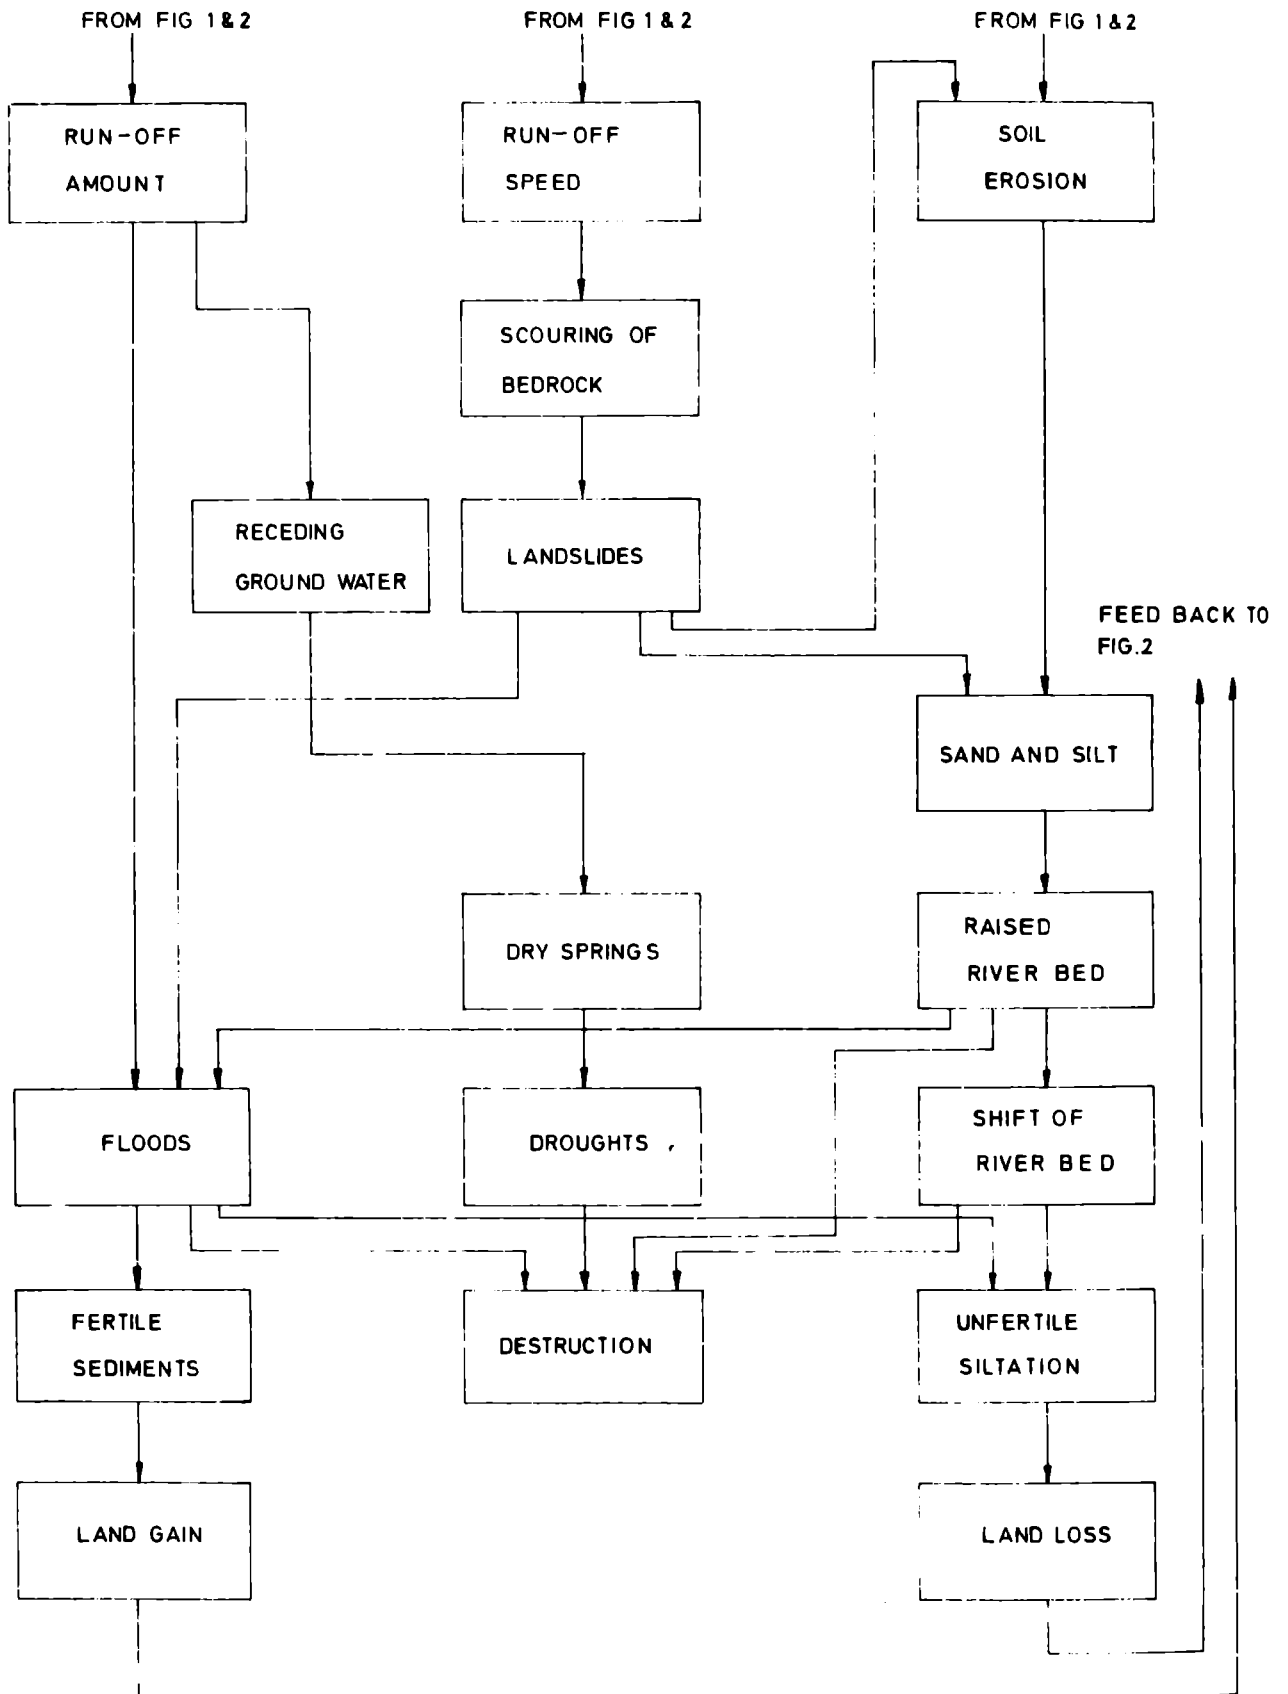 FROM FIG 1 & 2
FROM FIG 1 & 2
FROM FIG 1 & 2
RUN-OFF
AMOUNT
RUN-OFF
SPEED
SOIL
EROSION
SCOURING OF
BEDROCK
RECEDING
GROUND WATER
LANDSLIDES
FEED BACK TO
FIG.2
SAND AND SILT
DRY SPRINGS
RAISED
RIVER BED
FLOODS
DROUGHTS
SHIFT OF
RIVER BED
FERTILE
SEDIMENTS
DESTRUCTION
UNFERTILE
SILTATION
LAND GAIN
LAND LOSS